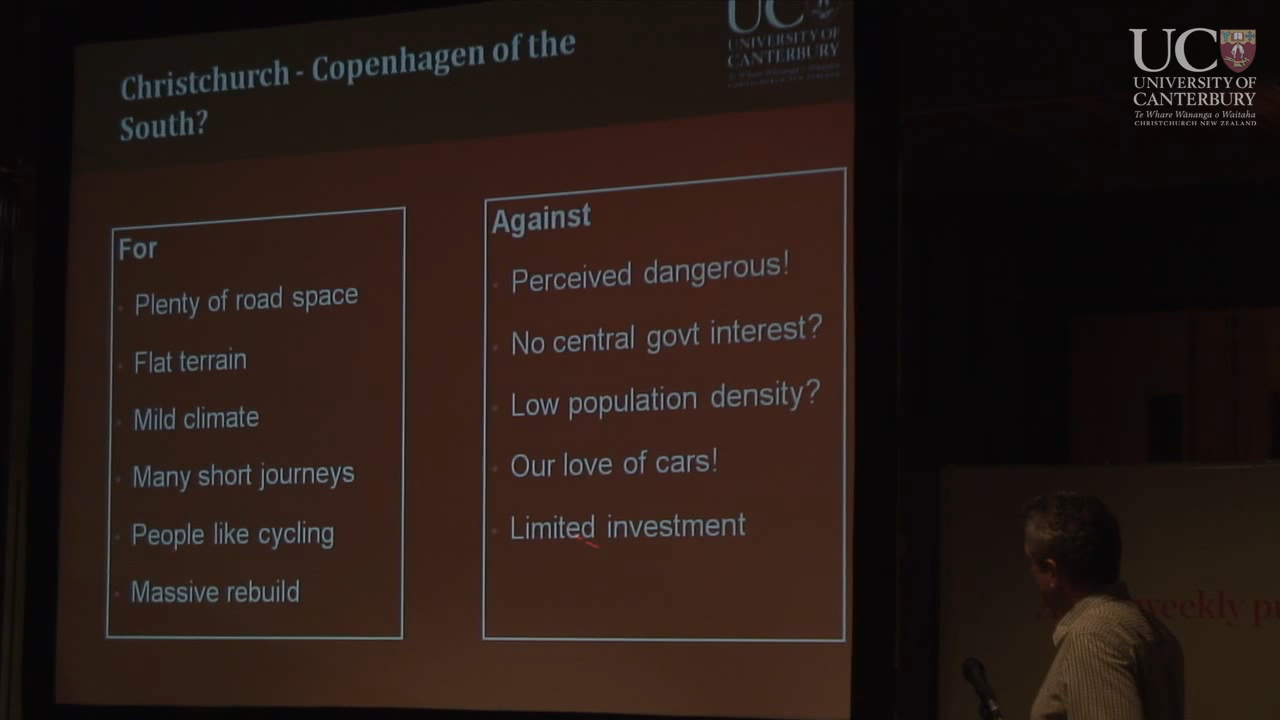 Christchurch - Copenhagen of the
South?
UC
UNIVERSITY OF
CANTERBURY
For
Plenty of road space
Flat terrain
Mild climate
Many short journeys
People like cycling
Massive rebuild
Against
Perceived dangerous!
No central govt interest?
Low population density?
Our love of cars!
Limited investment
UC
UNIVERSITY OF
CANTERBURY
Te Whare Wānanga o Waitaha
CHRISTCHURCH NEW ZEALAND
weekly